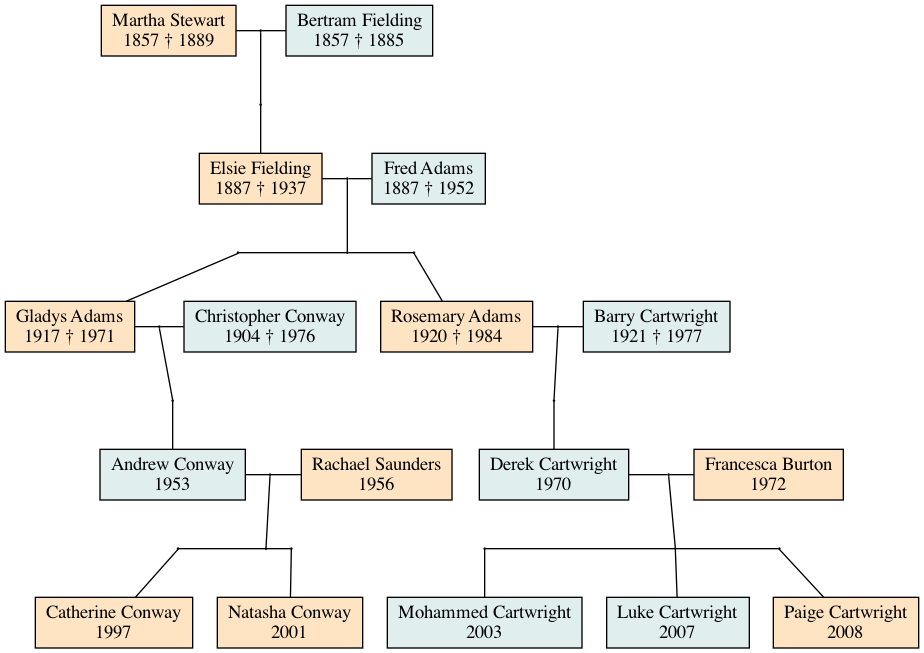 Martha Stewart
1857 † 1889
Bertram Fielding
1857 † 1885
Elsie Fielding
1887 † 1937
Fred Adams
1887 † 1952
Gladys Adams
1917 † 1971
Christopher Conway
1904 † 1976
Rosemary Adams
1920 † 1984
Barry Cartwright
1921 † 1977
Andrew Conway
1953
Rachael Saunders
1956
Derek Cartwright
1970
Francesca Burton
1972
Catherine Conway
1997
Natasha Conway
2001
Mohammed Cartwright
2003
Luke Cartwright
2007
Paige Cartwright
2008